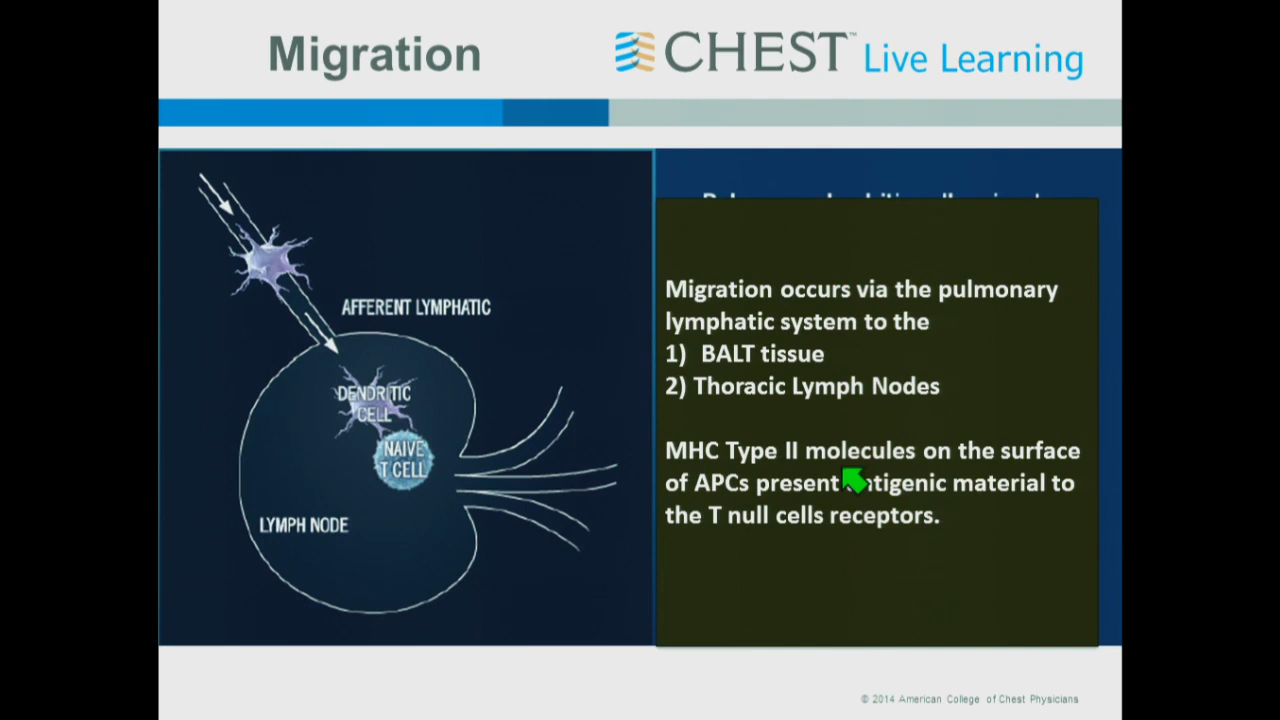 Migration
CHEST™ Live Learning
AFFERENT LYMPHATIC
DENDRITIC
CELL
NAIVE
T CELL
LYMPH NODE
Migration occurs via the pulmonary
lymphatic system to the
1) BALT tissue
2) Thoracic Lymph Nodes
MHC Type II molecules on the surface
of APCs present antigenic material to
the T null cells receptors.
© 2014 American College of Chest Physicians